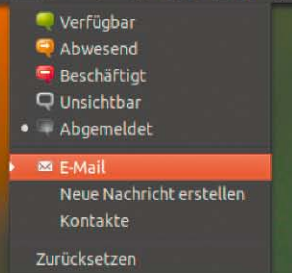 Verfügbar
Abwesend
Beschäftigt
Unsichtbar
Abgemeldet
E-Mail
Neue Nachricht erstellen
Kontakte
Zurücksetzen